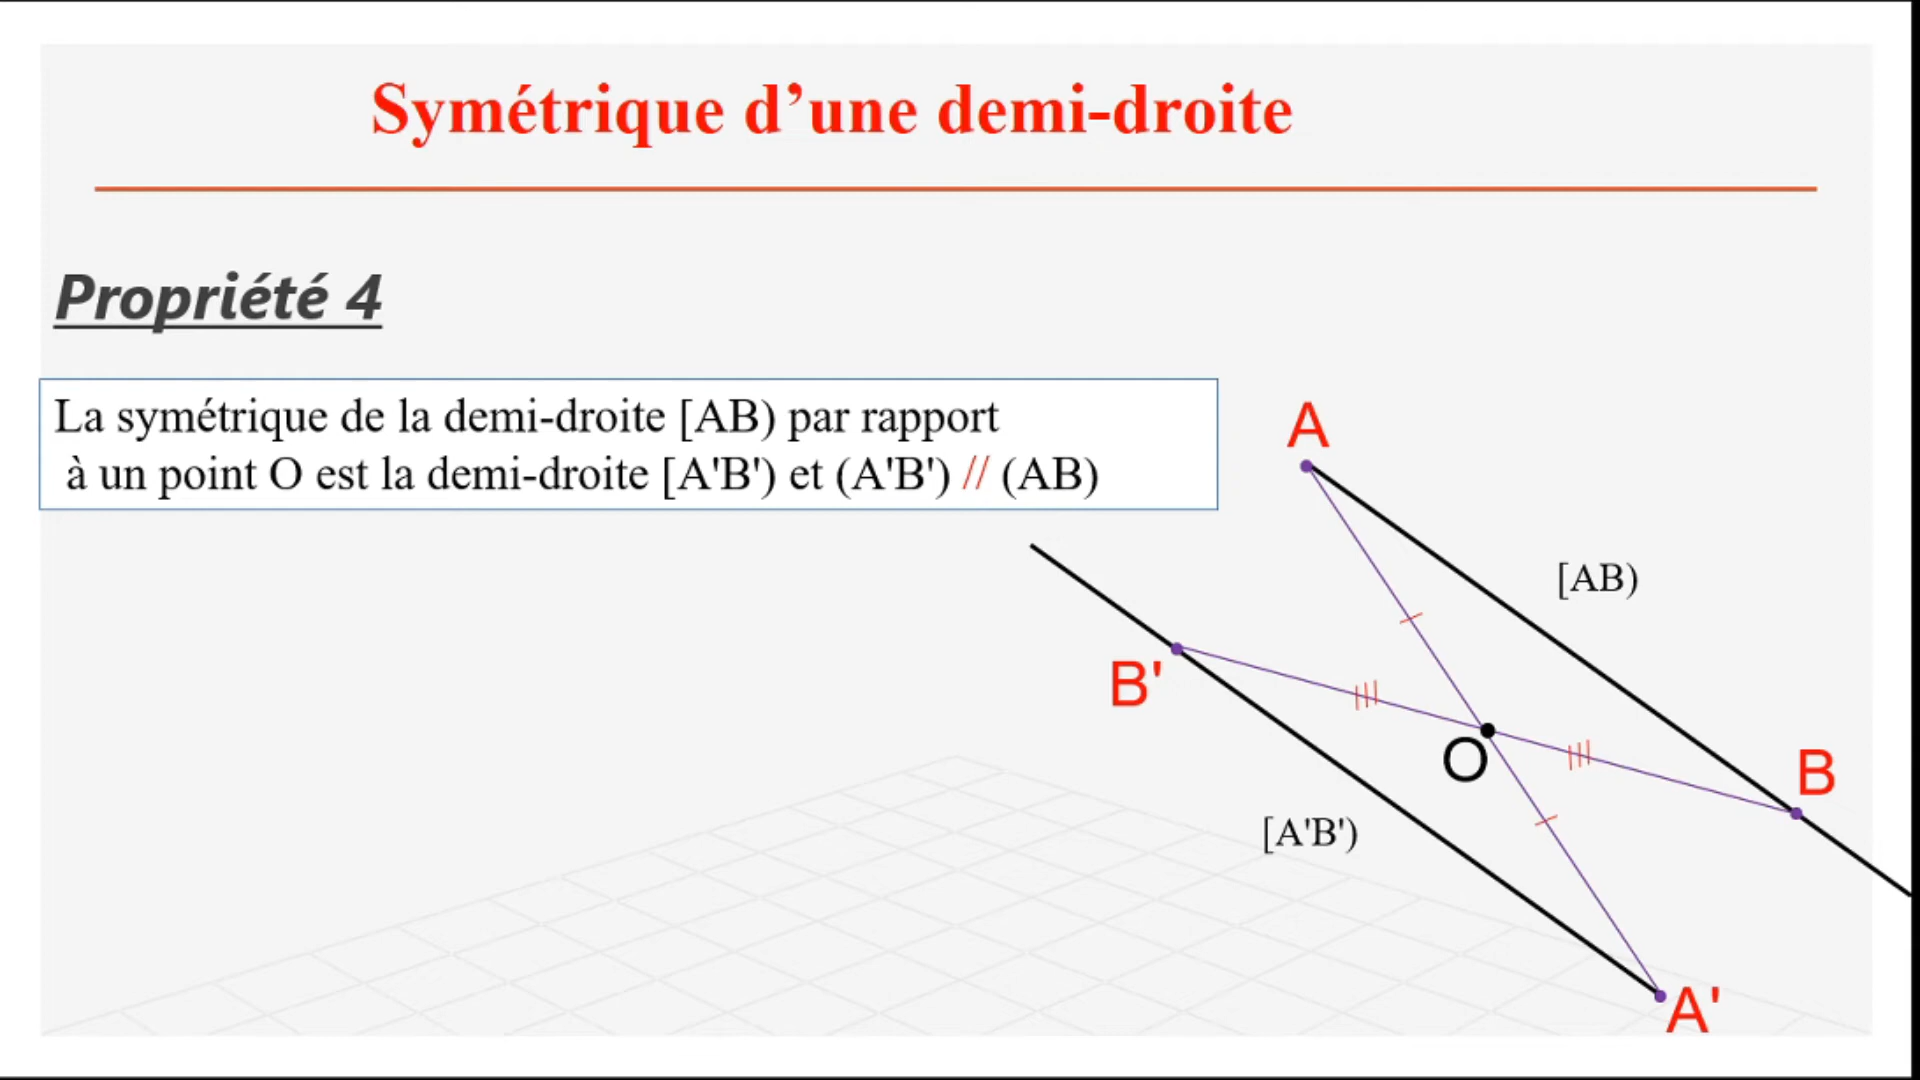 Symétrique d’une demi-droite
Propriété 4
La symétrique de la demi-droite [AB) par rapport
à un point O est la demi-droite [A'B') et (A'B') // (AB)
A
[AB)
B'
O
B
[A'B')
A'